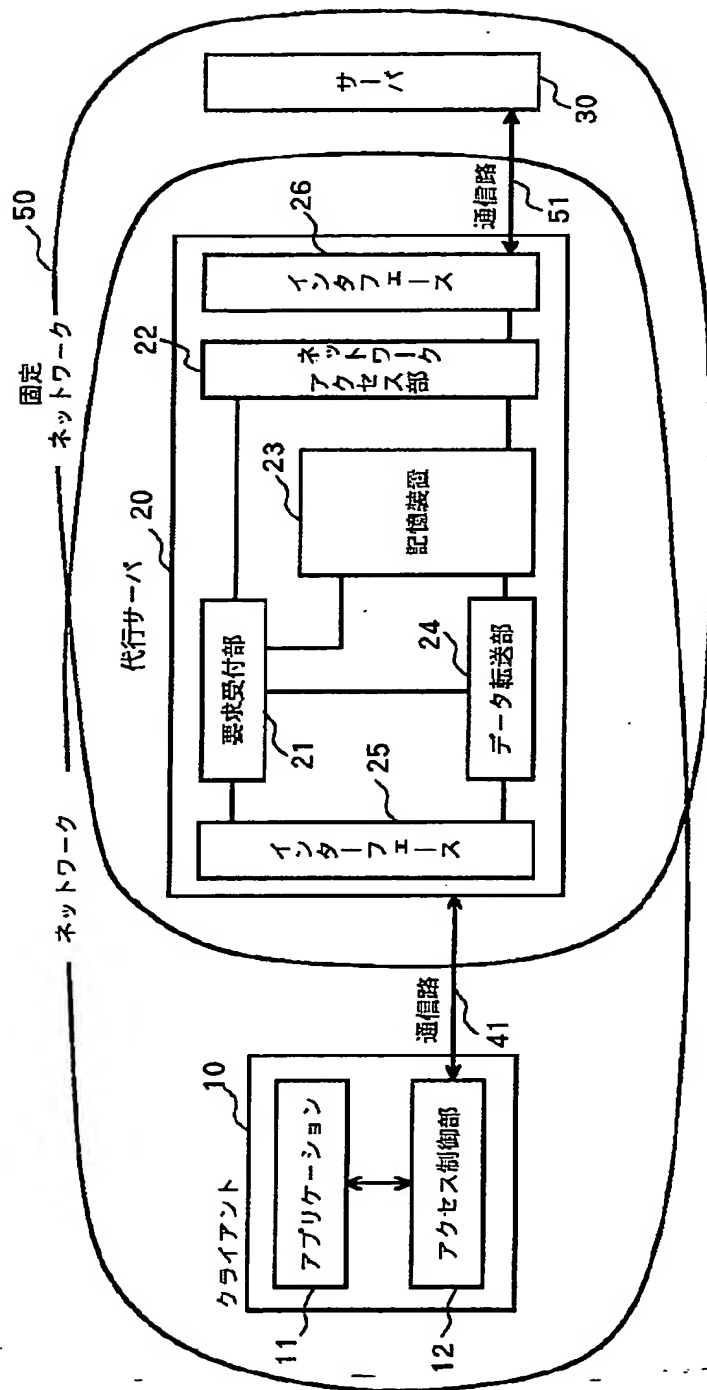 ネットワーク
固定
ネットワーク
50
クライアント
10
アプリケーション
11
アクセス制御部
12
通信路
41
代行サーバ
20
インターフェース
25
要求受付部
21
データ転送部
24
記憶装置
23
ネットワーク
アクセス部
22
インタフェース
26
通信路
51
サーバ
30